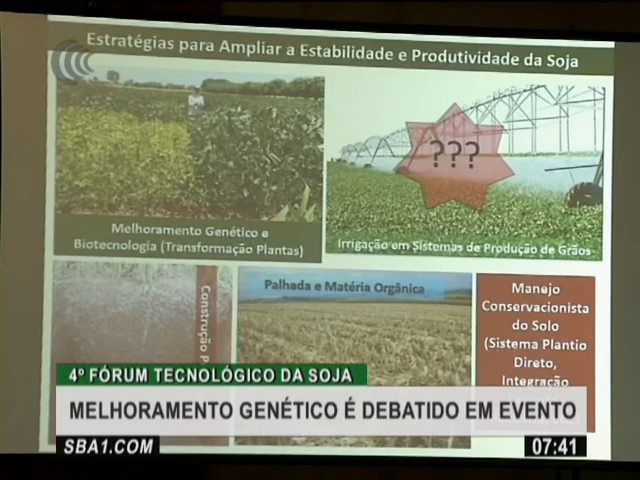 Estratégias para Ampliar a Estabilidade e Produtividade da Soja
???
Melhoramento Genético e
Biotecnologia (Transformação Plantas)
Irrigação em Sistemas de Produção de Grãos
Construção
Palhada e Matéria Orgânica
Manejo
Conservacionista
do Solo
(Sistema Plantio
Direto,
Integração
4º FÓRUM TECNOLÓGICO DA SOJA
MELHORAMENTO GENÉTICO É DEBATIDO EM EVENTO
SBA1.COM
07:41